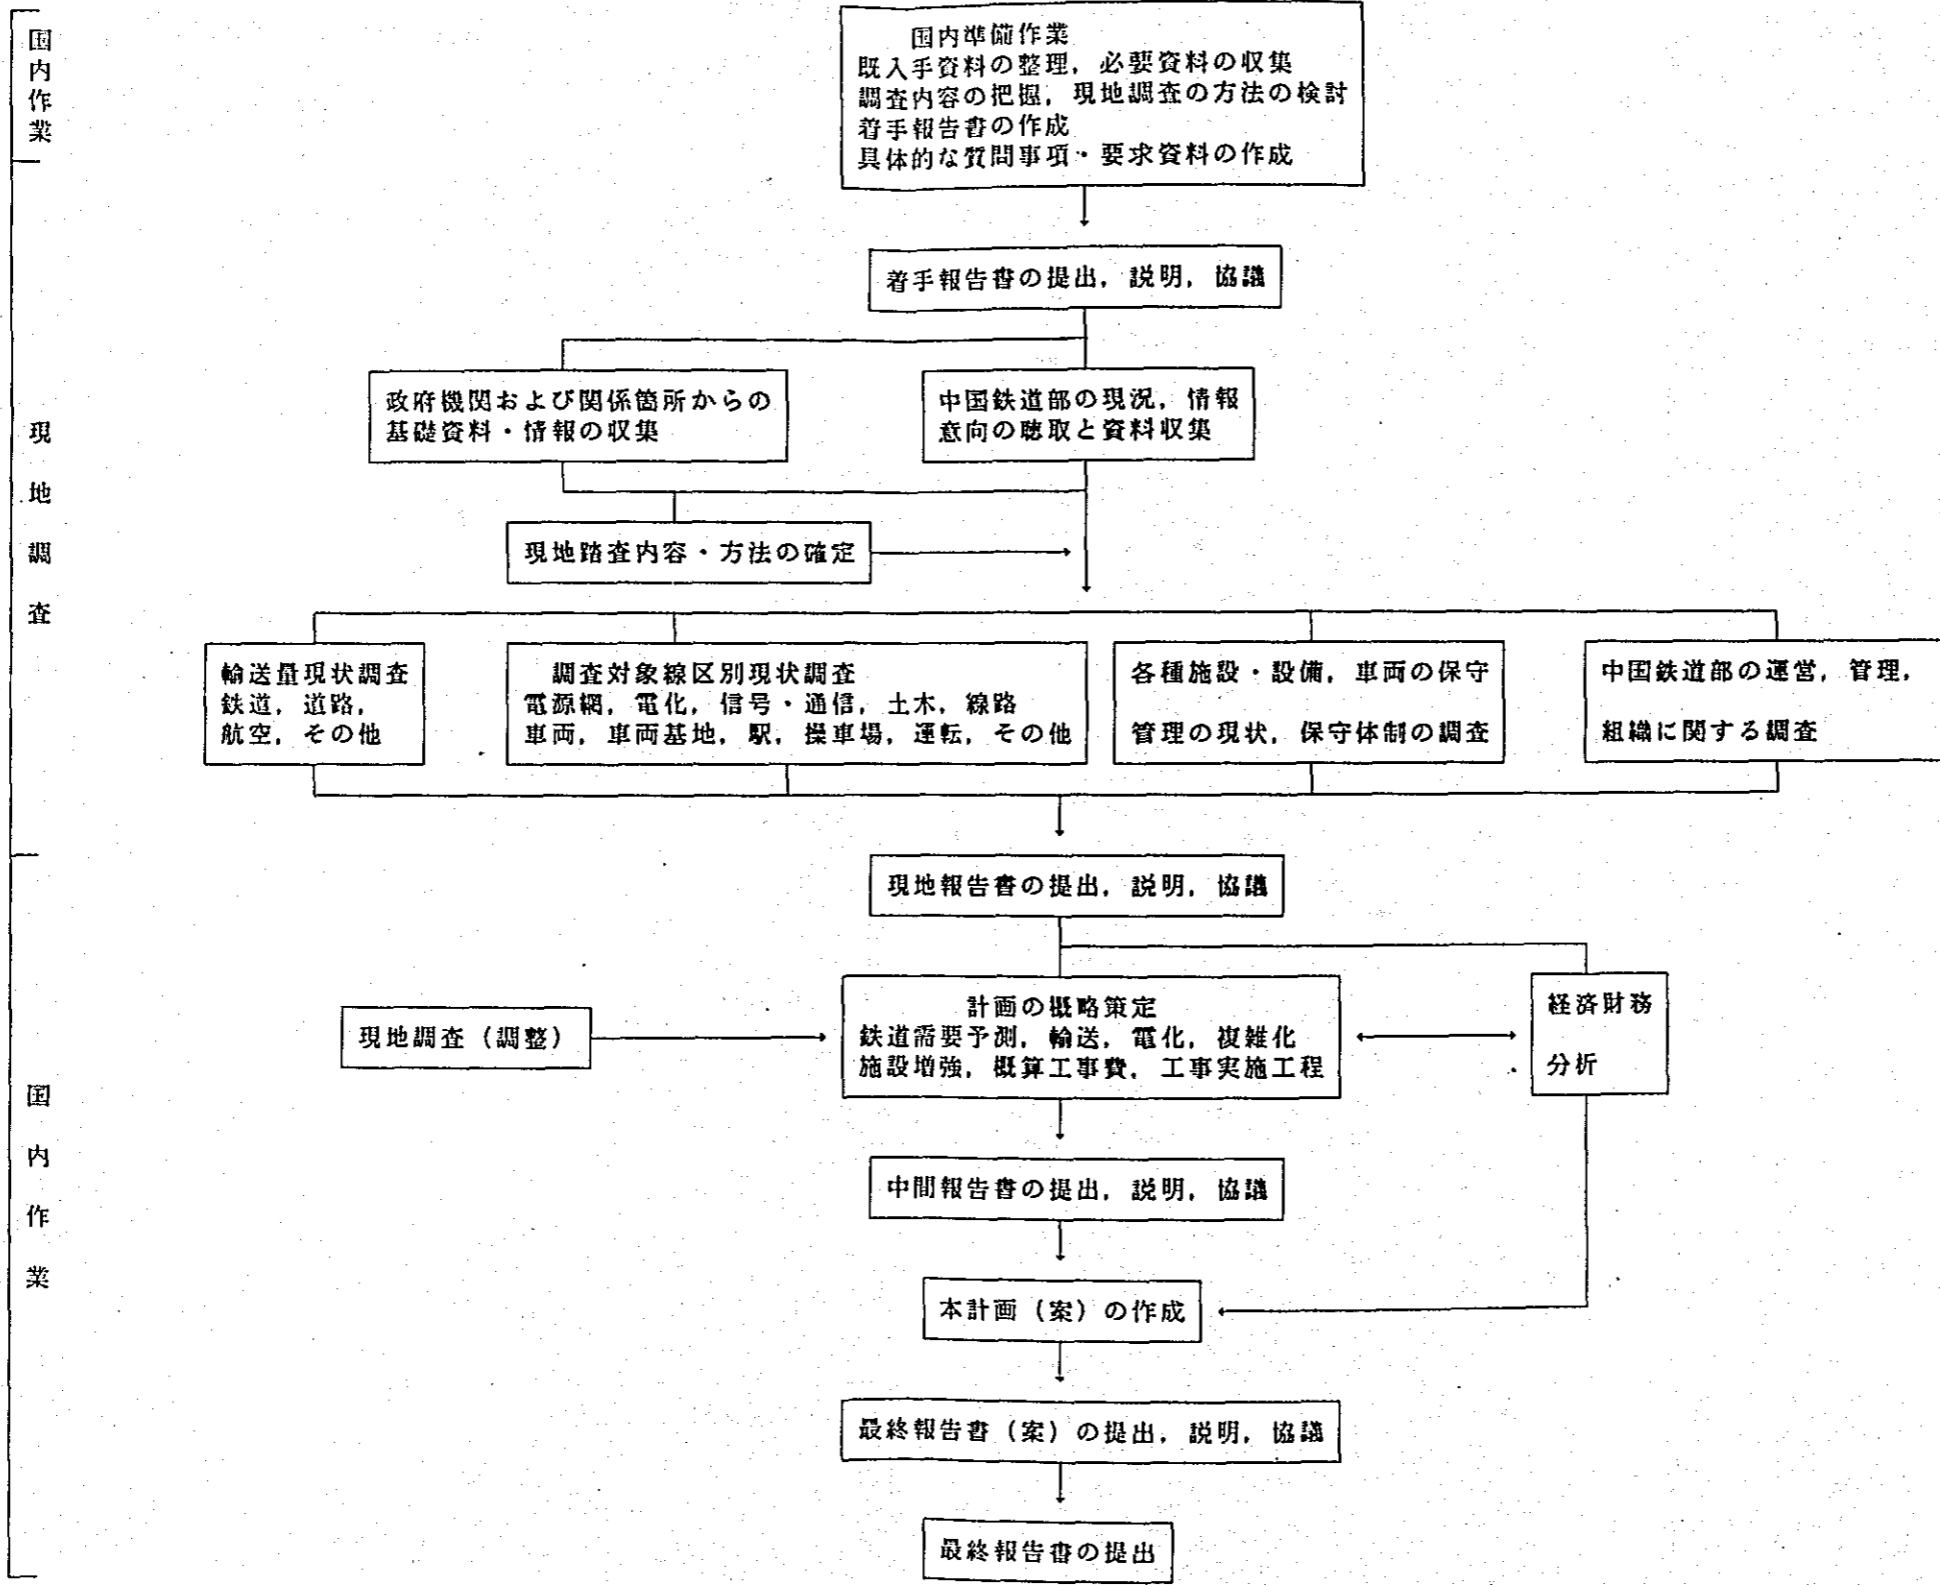 国内作業
国内準備作業
既入手資料の整理，必要資料の収集
調査内容の把握，現地調査の方法の検討
着手報告書の作成
具体的な質問事項・要求資料の作成
現地調査
着手報告書の提出，説明，協議
政府機関および関係箇所からの
基礎資料・情報の収集
中国鉄道部の現況，情報
意向の聴取と資料収集
現地踏査内容・方法の確定
輸送量現状調査
鉄道，道路，
航空，その他
調査対象線区別現状調査
電源網，電化，信号・通信，土木，線路
車両，車両基地，駅，操車場，運転，その他
各種施設・設備，車両の保守
管理の現状，保守体制の調査
中国鉄道部の運営，管理，
組織に関する調査
国内作業
現地報告書の提出，説明，協議
現地調査（調整）
計画の概略策定
鉄道需要予測，輸送，電化，複雑化
施設増強，概算工事費，工事実施工程
経済財務
分析
中間報告書の提出，説明，協議
本計画（案）の作成
最終報告書（案）の提出，説明，協議
最終報告書の提出